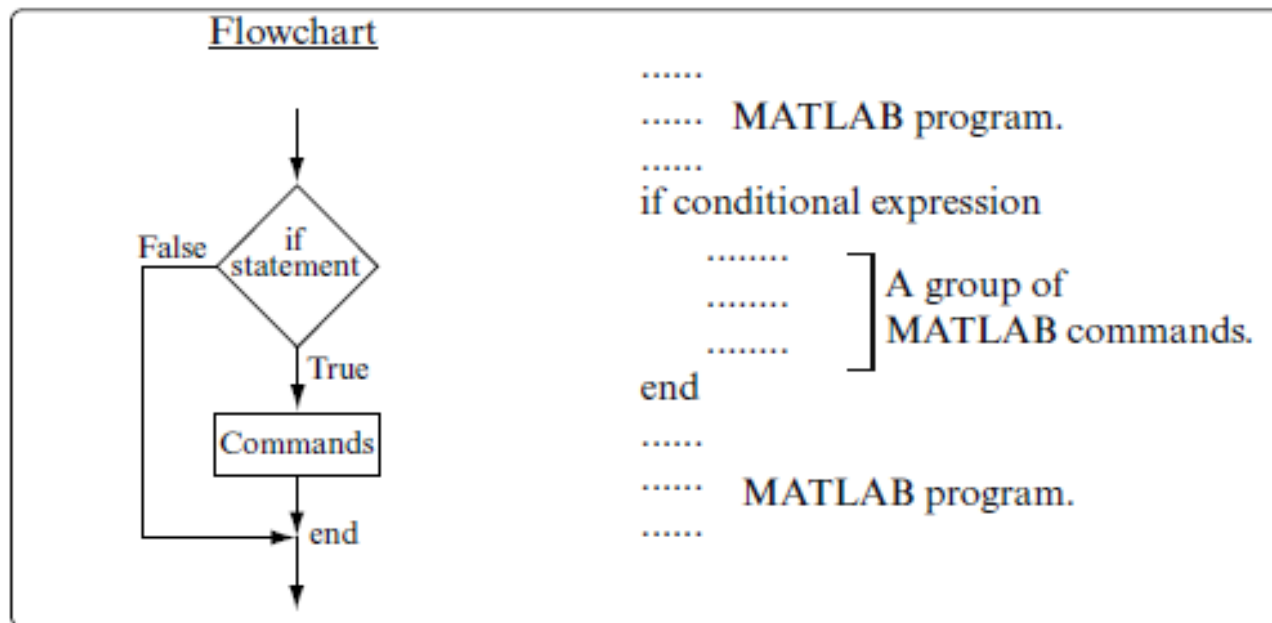 Flowchart
if
statement
False
True
Commands
end
......
...... MATLAB program.
......
if conditional expression
........
........
........
A group of
MATLAB commands.
end
......
...... MATLAB program.
......